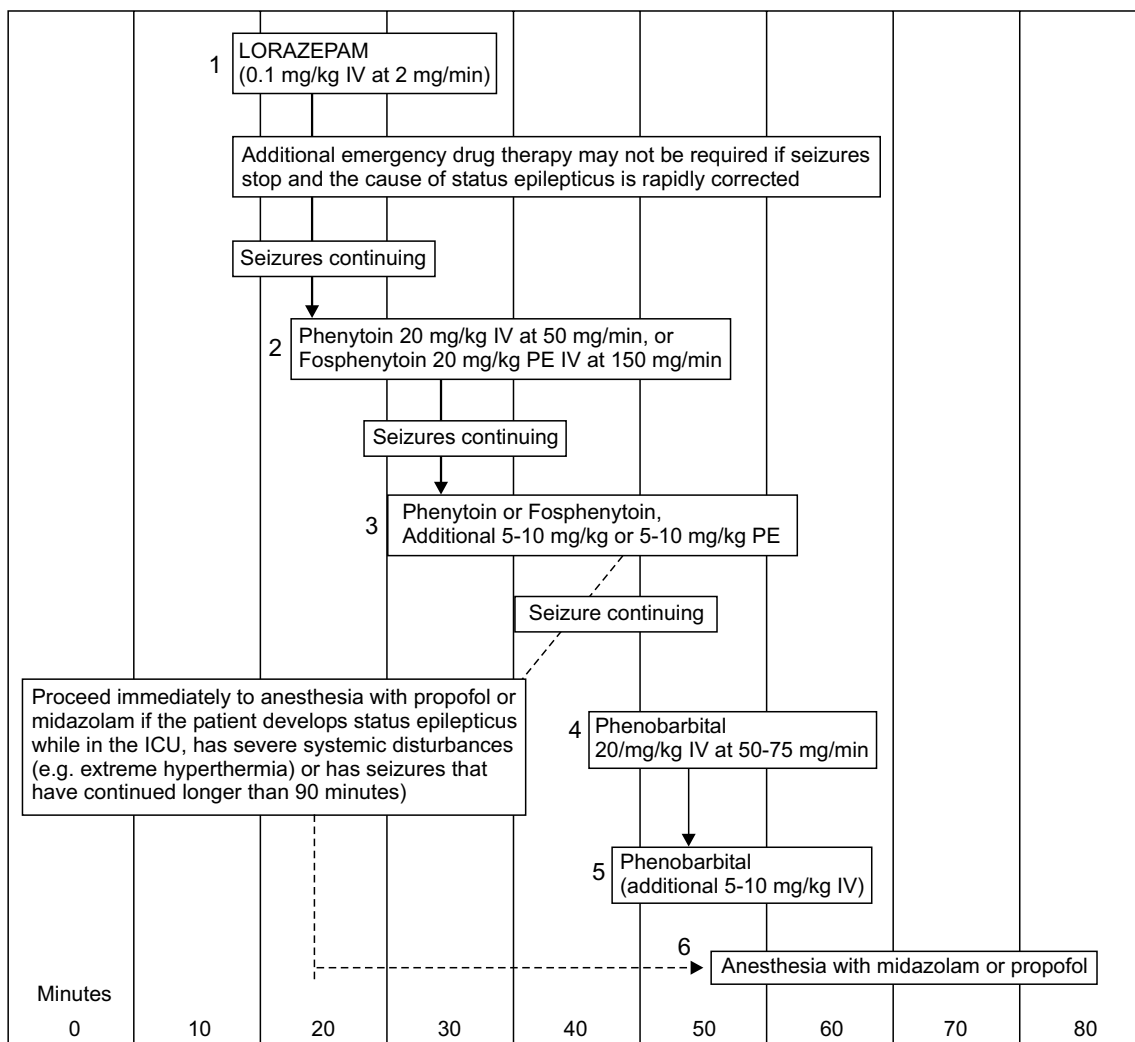 1
LORAZEPAM
(0.1 mg/kg IV at 2 mg/min)
Additional emergency drug therapy may not be required if seizures
stop and the cause of status epilepticus is rapidly corrected
Seizures continuing
2
Phenytoin 20 mg/kg IV at 50 mg/min, or
Fosphenytoin 20 mg/kg PE IV at 150 mg/min
Seizures continuing
3
Phenytoin or Fosphenytoin,
Additional 5-10 mg/kg or 5-10 mg/kg PE
Seizure continuing
Proceed immediately to anesthesia with propofol or
midazolam if the patient develops status epilepticus
while in the ICU, has severe systemic disturbances
(e.g. extreme hyperthermia) or has seizures that
have continued longer than 90 minutes)
4
Phenobarbital
20/mg/kg IV at 50-75 mg/min
5
Phenobarbital
(additional 5-10 mg/kg IV)
6
Anesthesia with midazolam or propofol
Minutes
0 10 20 30 40 50 60 70 80